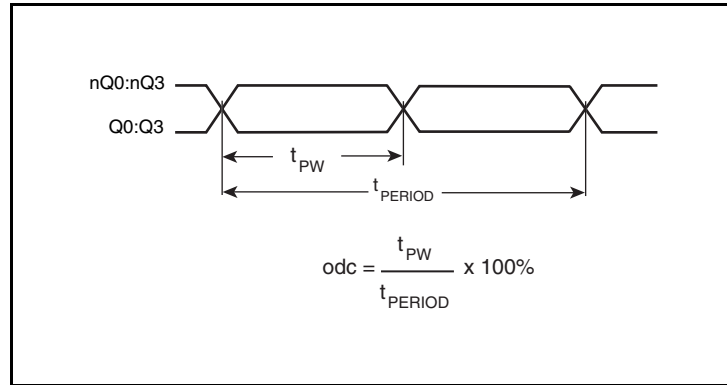 nQ0:nQ3
Q0:Q3
tPW
tPERIOD
odc = tPW / tPERIOD x 100%